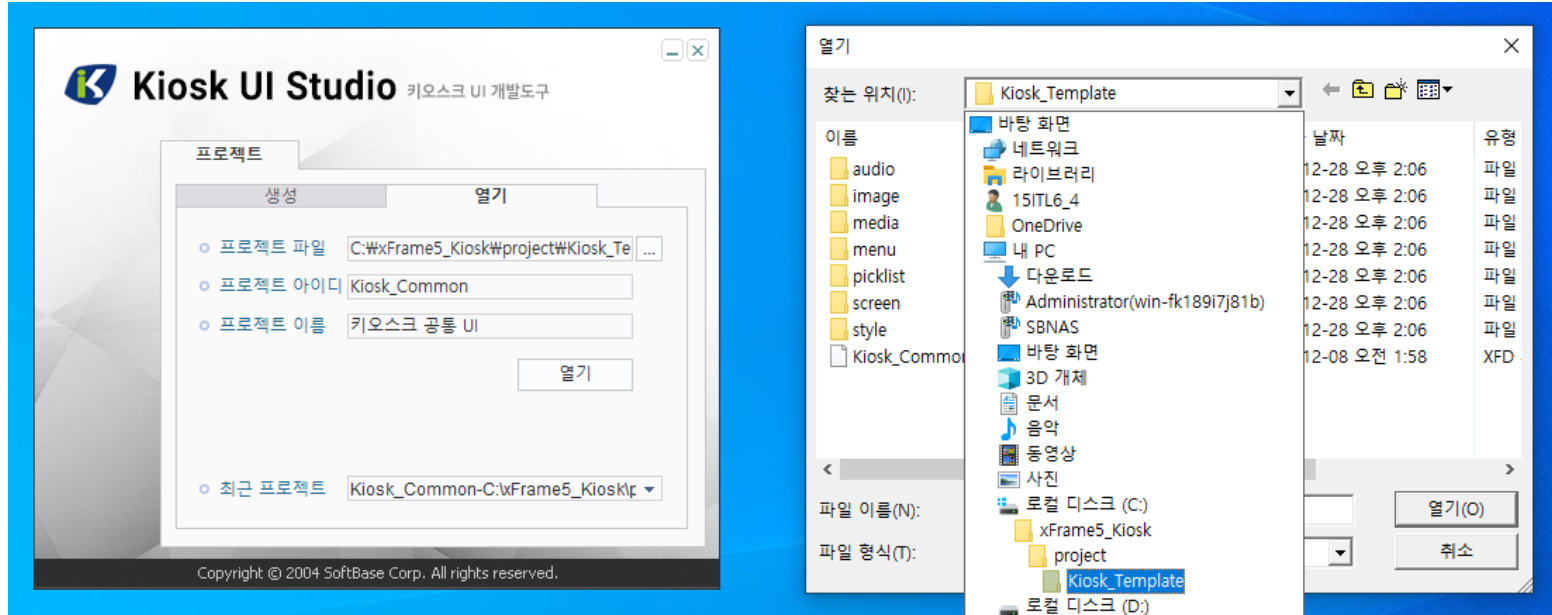 Kiosk UI Studio 키오스크 UI 개발도구
프로젝트
생성 열기
프로젝트 파일 C:₩xFrame5_Kiosk₩project₩Kiosk_Te ...
프로젝트 아이디 Kiosk_Common
프로젝트 이름 키오스크 공통 UI
열기
최근 프로젝트 Kiosk_Common-C:\xFrame5_Kiosk\p
Copyright © 2004 SoftBase Corp. All rights reserved.
열기
찾는 위치(I): Kiosk_Template
이름 날짜 유형
audio 12-28 오후 2:06 파일
image 12-28 오후 2:06 파일
media 12-28 오후 2:06 파일
menu 12-28 오후 2:06 파일
picklist 12-28 오후 2:06 파일
screen 12-28 오후 2:06 파일
style 12-28 오후 2:06 파일
Kiosk_Common 12-08 오전 1:58 XFD
바탕 화면
네트워크
라이브러리
15ITL6_4
OneDrive
내 PC
다운로드
Administrator(win-fk189i7j81b)
SBNAS
바탕 화면
3D 개체
문서
음악
동영상
사진
로컬 디스크 (C:)
xFrame5_Kiosk
project
Kiosk_Template
로컬 디스크 (D:)
파일 이름(N): 열기(O)
파일 형식(T): 취소